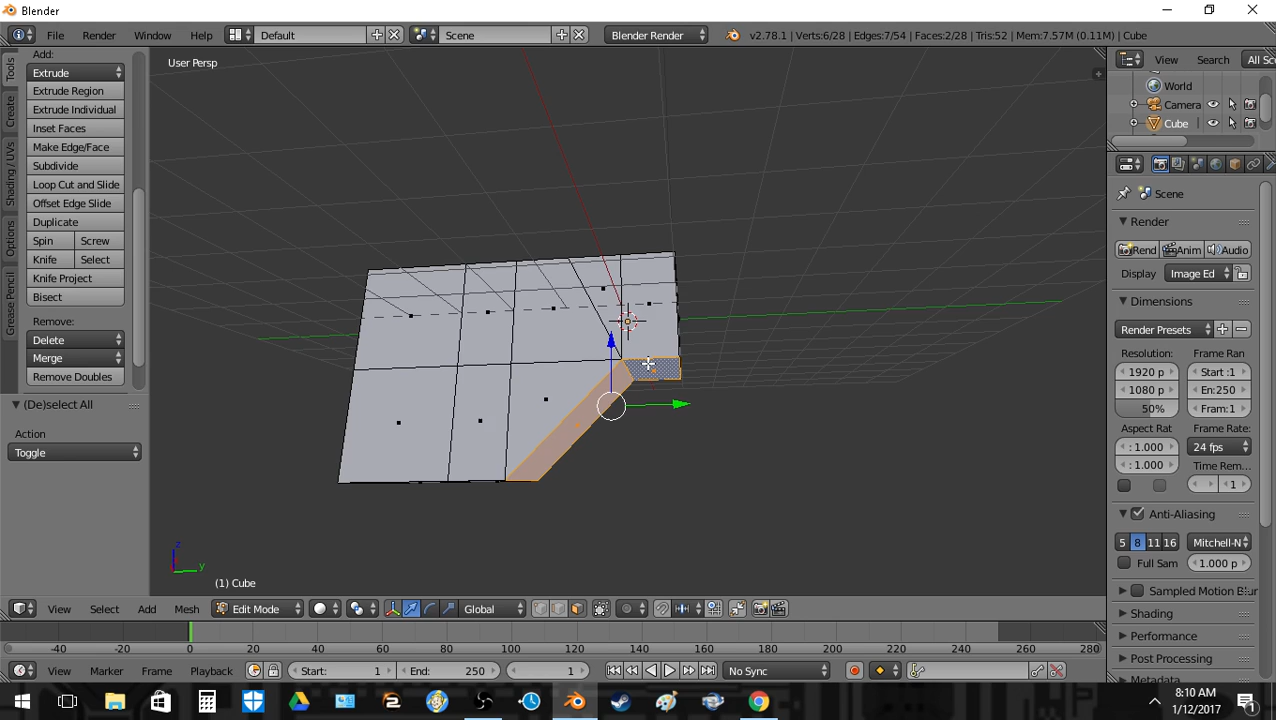 Blender
File Render Window Help Default Scene Blender Render v2.78.1 | Verts:6/28 | Edges:7/54 | Faces:2/28 | Tris:52 | Mem:7.57M (0.11M) | Cube
Tools
Create
Shading / UVs
Options
Grease Pencil
Add:
Extrude
Extrude Region
Extrude Individual
Inset Faces
Make Edge/Face
Subdivide
Loop Cut and Slide
Offset Edge Slide
Duplicate
Spin Screw
Knife Select
Knife Project
Bisect
Remove:
Delete
Merge
Remove Doubles
(De)select All
Action
Toggle
User Persp
z
y
(1) Cube
View Search All Sc
World
Camera
Cube
Scene
Render
Rend Anim Audio
Display Image Ed
Dimensions
Render Presets
Resolution: Frame Ran
1920 p Start :1
1080 p En:250
50% Fram:1
Aspect Rat Frame Rate:
: 1.000 24 fps
: 1.000 Time Rem...
1
Anti-Aliasing
5 8 11 16 Mitchell-N
Full Sam 1.000 p
Sampled Motion Blur
Shading
Performance
Post Processing
Metadata
View Select Add Mesh Edit Mode Global
-40 -20 0 20 40 60 80 100 120 140 160 180 200 220 240 260 280
View Marker Frame Playback Start: 1 End: 250 1 No Sync
8:10 AM
1/12/2017
1